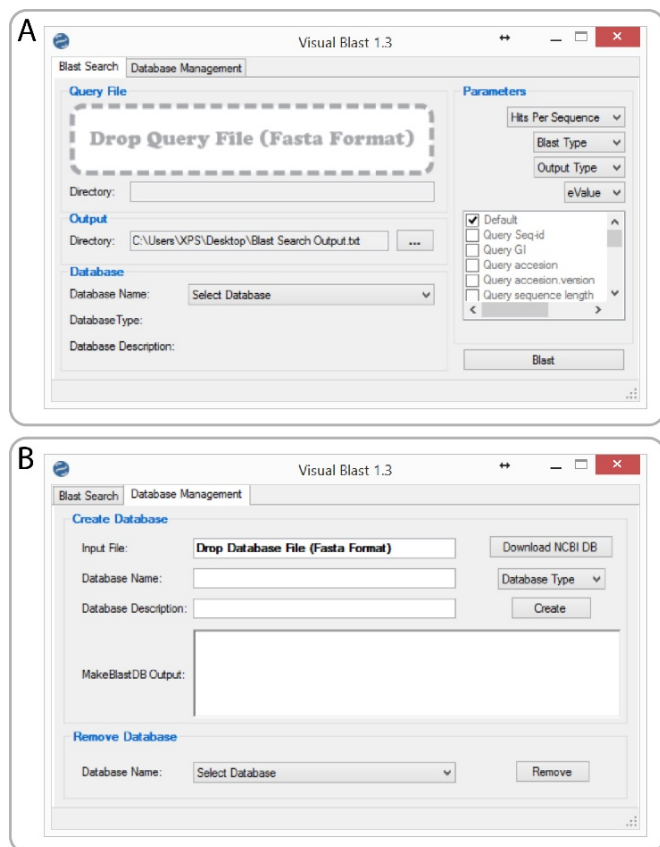 A
Visual Blast 1.3
Blast Search
Database Management
Query File
Drop Query File (Fasta Format)
Directory:
Output
Directory:
C:\Users\XPS\Desktop\Blast Search Output.txt
...
Database
Database Name:
Select Database
DatabaseType:
Database Description:
Parameters
Hits Per Sequence
Blast Type
Output Type
eValue
Default
Query Seq-id
Query GI
Query accesion
Query accesion.version
Query sequence length
Blast
B
Visual Blast 1.3
Blast Search
Database Management
Create Database
Input File:
Drop Database File (Fasta Format)
Download NCBI DB
Database Name:
Database Type
Database Description:
Create
MakeBlastDB Output:
Remove Database
Database Name:
Select Database
Remove